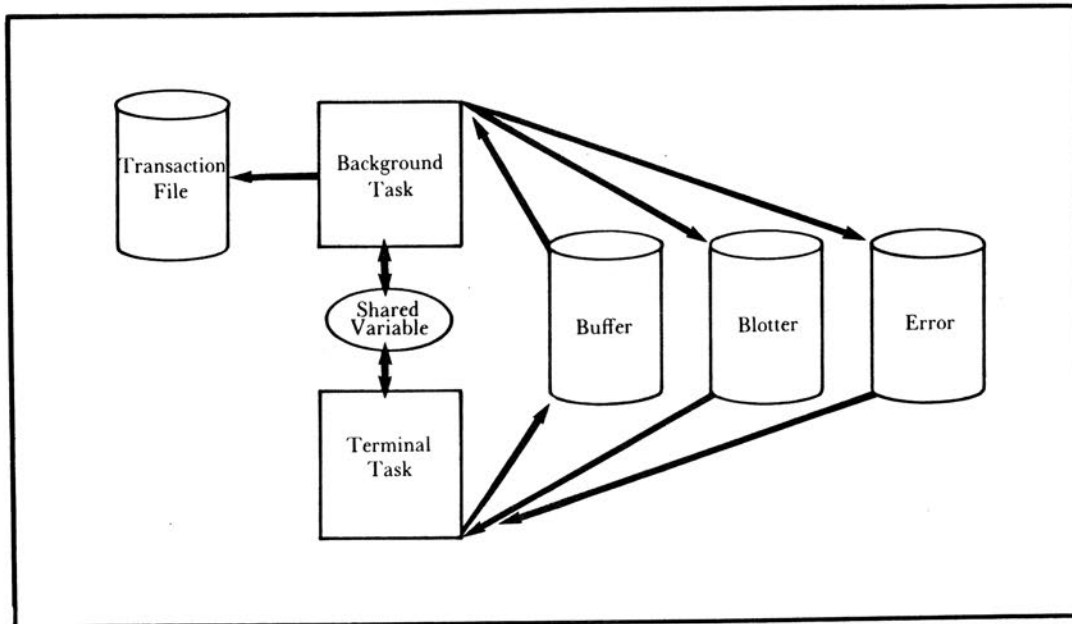 Transaction
File
Background
Task
Shared
Variable
Terminal
Task
Buffer
Blotter
Error